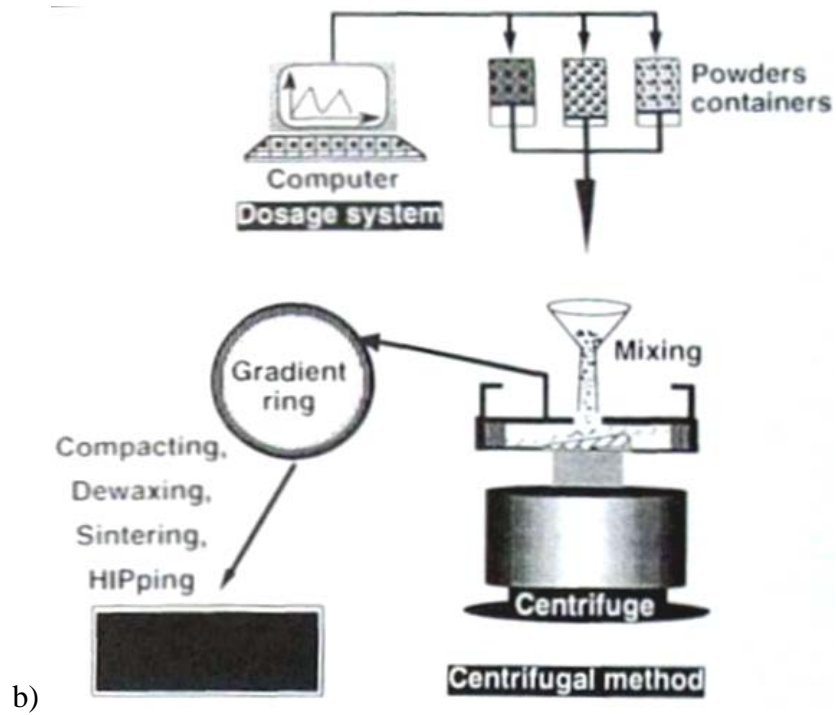 Powders
containers
Computer
Dosage system
Mixing
Gradient
ring
Compacting,
Dewaxing,
Sintering,
HIPping
Centrifuge
Centrifugal method
b)